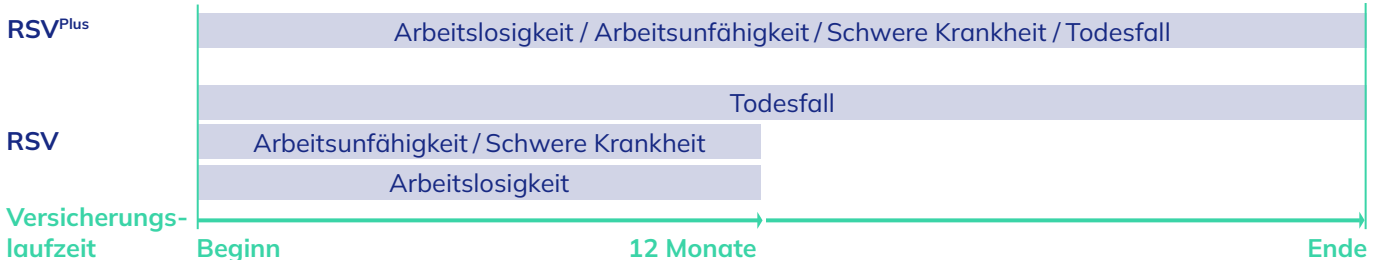 RSVPlus
Arbeitslosigkeit / Arbeitsunfähigkeit / Schwere Krankheit / Todesfall
Todesfall
RSV
Arbeitsunfähigkeit / Schwere Krankheit
Arbeitslosigkeit
Versicherungs-
laufzeit
Beginn
12 Monate
Ende